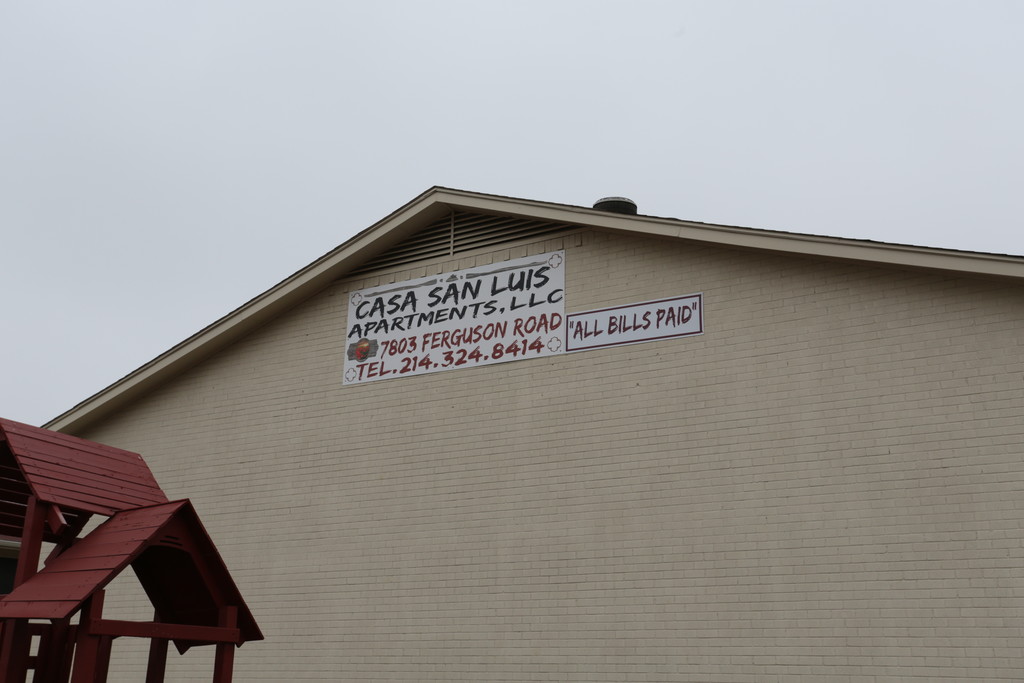 CASA SAN LUIS
APARTMENTS, LLC
7803 FERGUSON ROAD
TEL. 214.324.8414
"ALL BILLS PAID"